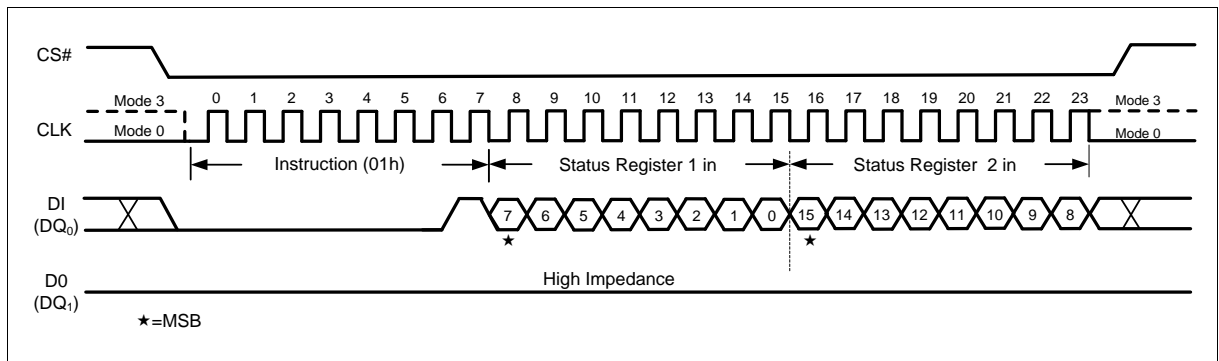 CS#
Mode 3 0 1 2 3 4 5 6 7 8 9 10 11 12 13 14 15 16 17 18 19 20 21 22 23 Mode 3
CLK Mode 0 Mode 0
Instruction (01h) Status Register 1 in Status Register 2 in
DI
(DQ0) 7 6 5 4 3 2 1 0 15 14 13 12 11 10 9 8
★ ★
D0 High Impedance
(DQ1)
★=MSB